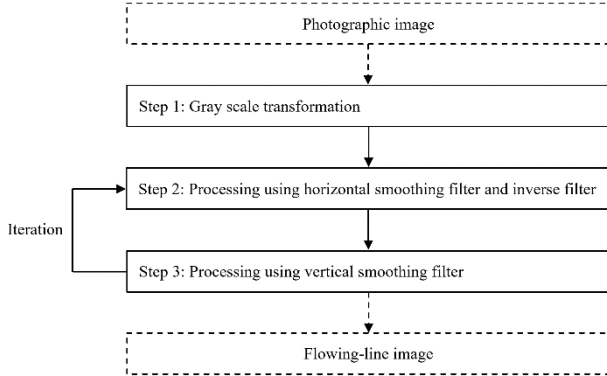 Photographic image
Step 1: Gray scale transformation
Step 2: Processing using horizontal smoothing filter and inverse filter
Iteration
Step 3: Processing using vertical smoothing filter
Flowing-line image